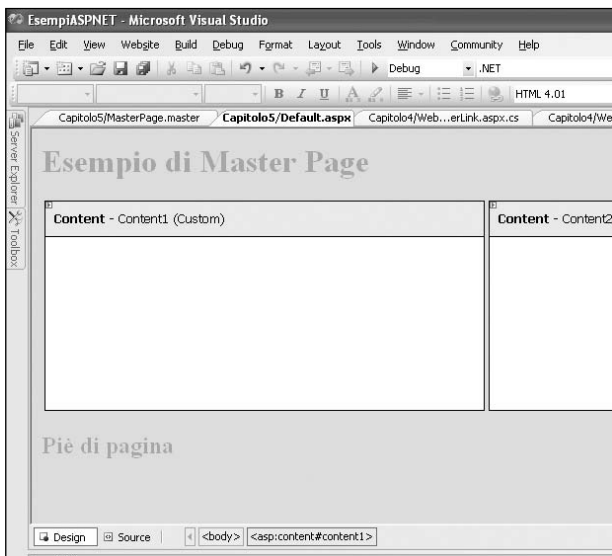 EsempiASPNET - Microsoft Visual Studio
File Edit View Website Build Debug Format Layout Tools Window Community Help
Debug .NET
B I U A HTML 4.01
Capitolo5/MasterPage.master Capitolo5/Default.aspx Capitolo4/Web...erLink.aspx.cs Capitolo4/We
Server Explorer
Toolbox
Esempio di Master Page
Content - Content1 (Custom)
Content - Content2
Piè di pagina
Design Source <body> <asp:content#content1>